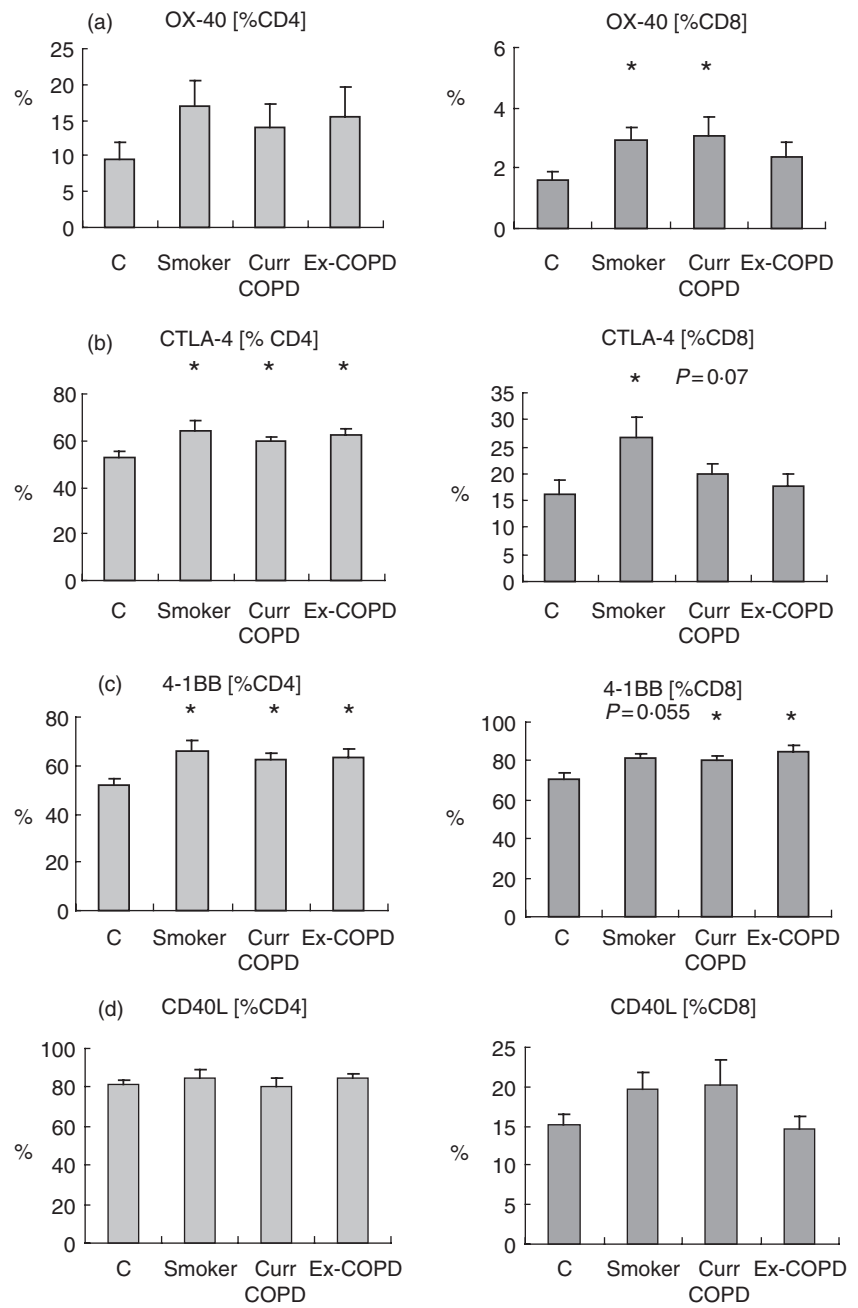 (a) OX-40 [%CD4]
25
20
15
10
5
0
%
C Smoker Curr COPD Ex-COPD
OX-40 [%CD8]
* *
6
4
2
0
%
C Smoker Curr COPD Ex-COPD
(b) CTLA-4 [% CD4]
* * *
80
60
40
20
0
%
C Smoker Curr COPD Ex-COPD
CTLA-4 [%CD8]
* P=0·07
35
30
25
20
15
10
5
0
%
C Smoker Curr COPD Ex-COPD
(c) 4-1BB [%CD4]
* * *
80
60
40
20
0
%
C Smoker Curr COPD Ex-COPD
4-1BB [%CD8]
P=0·055 * *
100
80
60
40
20
0
%
C Smoker Curr COPD Ex-COPD
(d) CD40L [%CD4]
100
80
60
40
20
0
%
C Smoker Curr COPD Ex-COPD
CD40L [%CD8]
25
20
15
10
5
0
%
C Smoker Curr COPD Ex-COPD